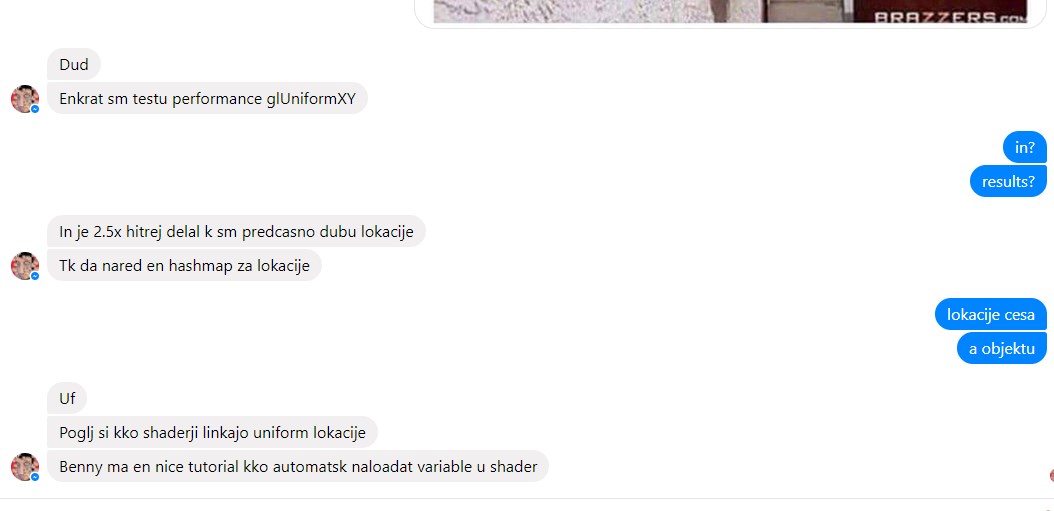 BRAZZERS.COM
Dud
Enkrat sm testu performance glUniformXY
in?
results?
In je 2.5x hitrej delal k sm predcasno dubu lokacije
Tk da nared en hashmap za lokacije
lokacije cesa
a objektu
Uf
Poglj si kko shaderji linkajo uniform lokacije
Benny ma en nice tutorial kko automatsk naloadat variable u shader